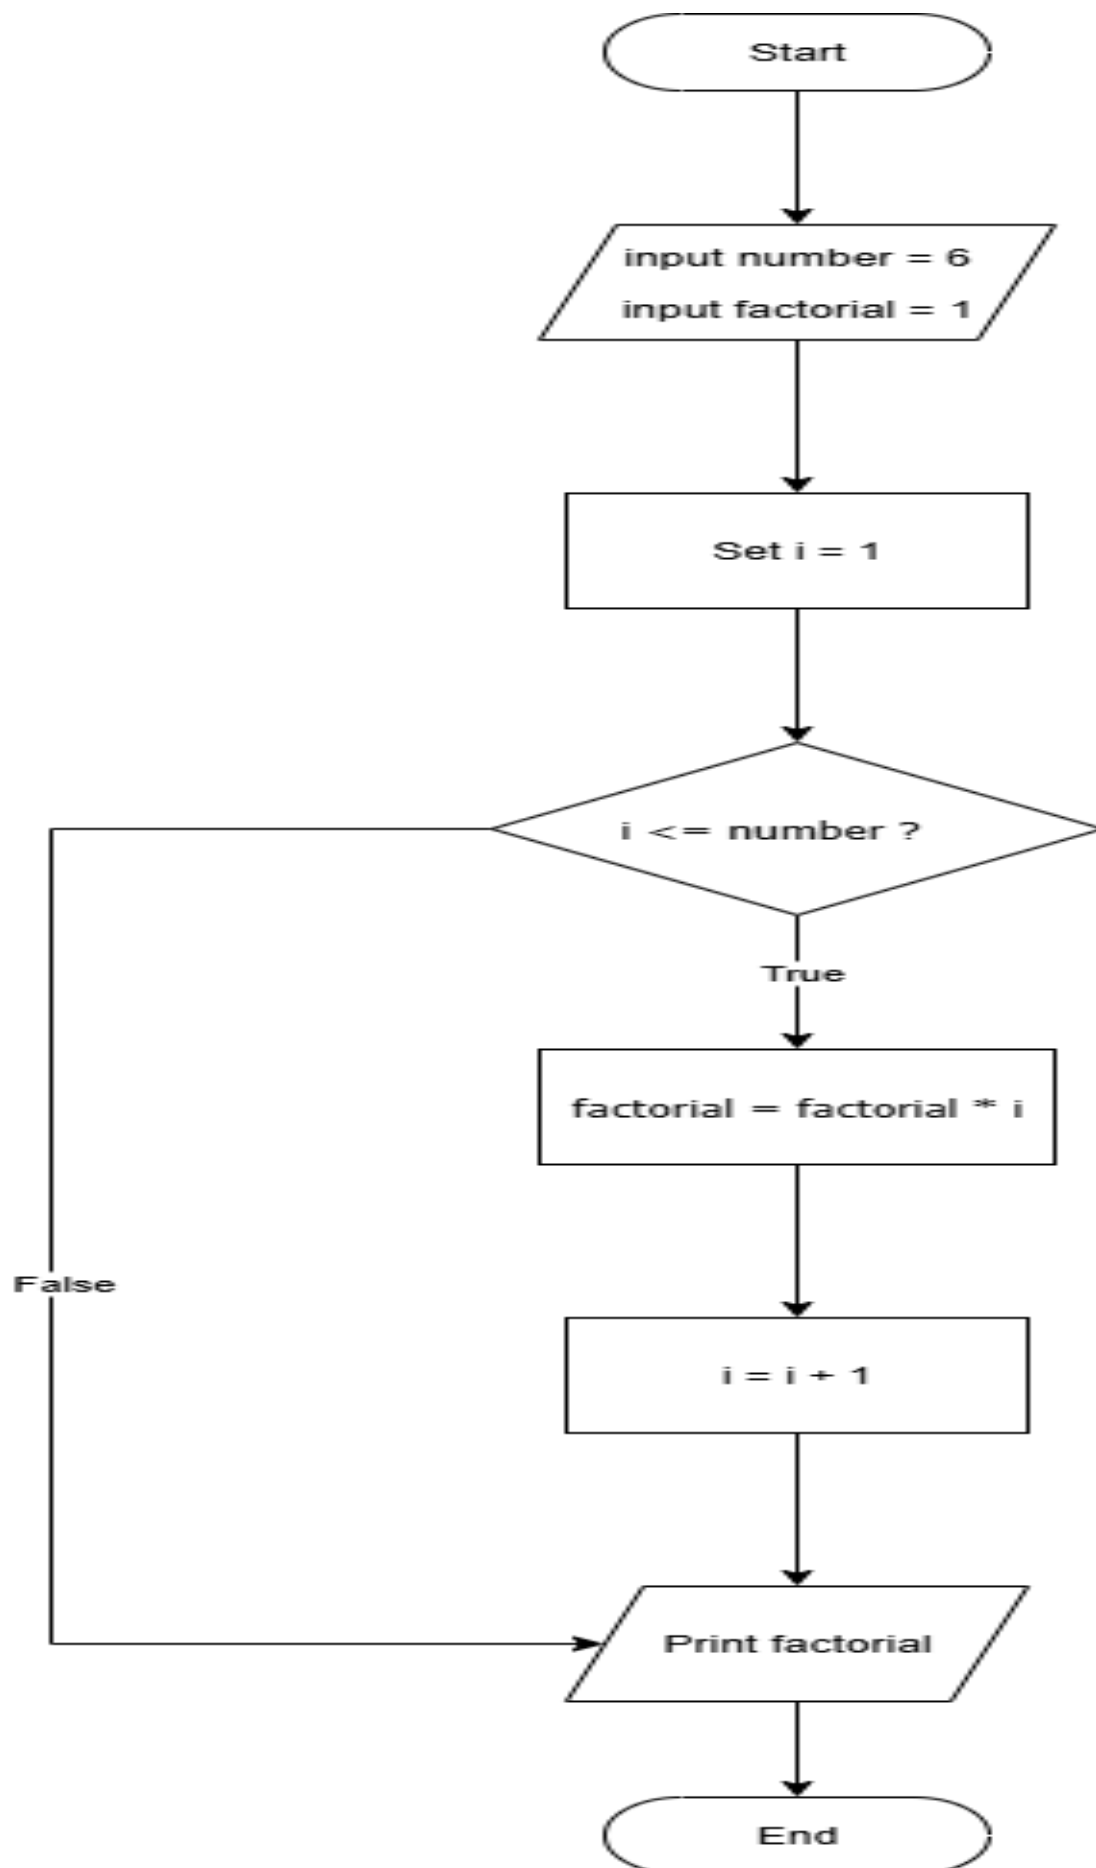 Start
input number = 6
input factorial = 1
Set i = 1
i <= number ?
True
factorial = factorial * i
False
i = i + 1
Print factorial
End